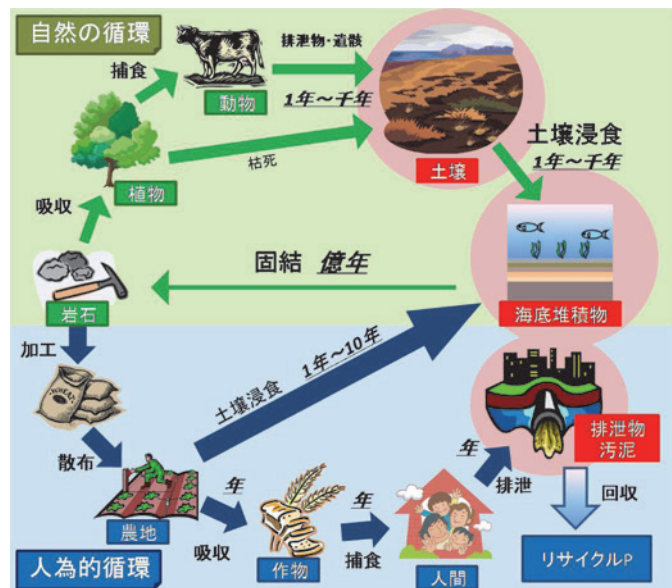 自然の循環
捕食
排泄物・遺骸
動物
1年～千年
土壌浸食
枯死
土壌
1年～千年
植物
吸収
固結 億年
岩石
海底堆積物
加工
土壌浸食 1年～10年
排泄物
汚泥
散布
年
年
年
排泄
回収
農地
吸収
作物
捕食
人間
リサイクルP
人為的循環